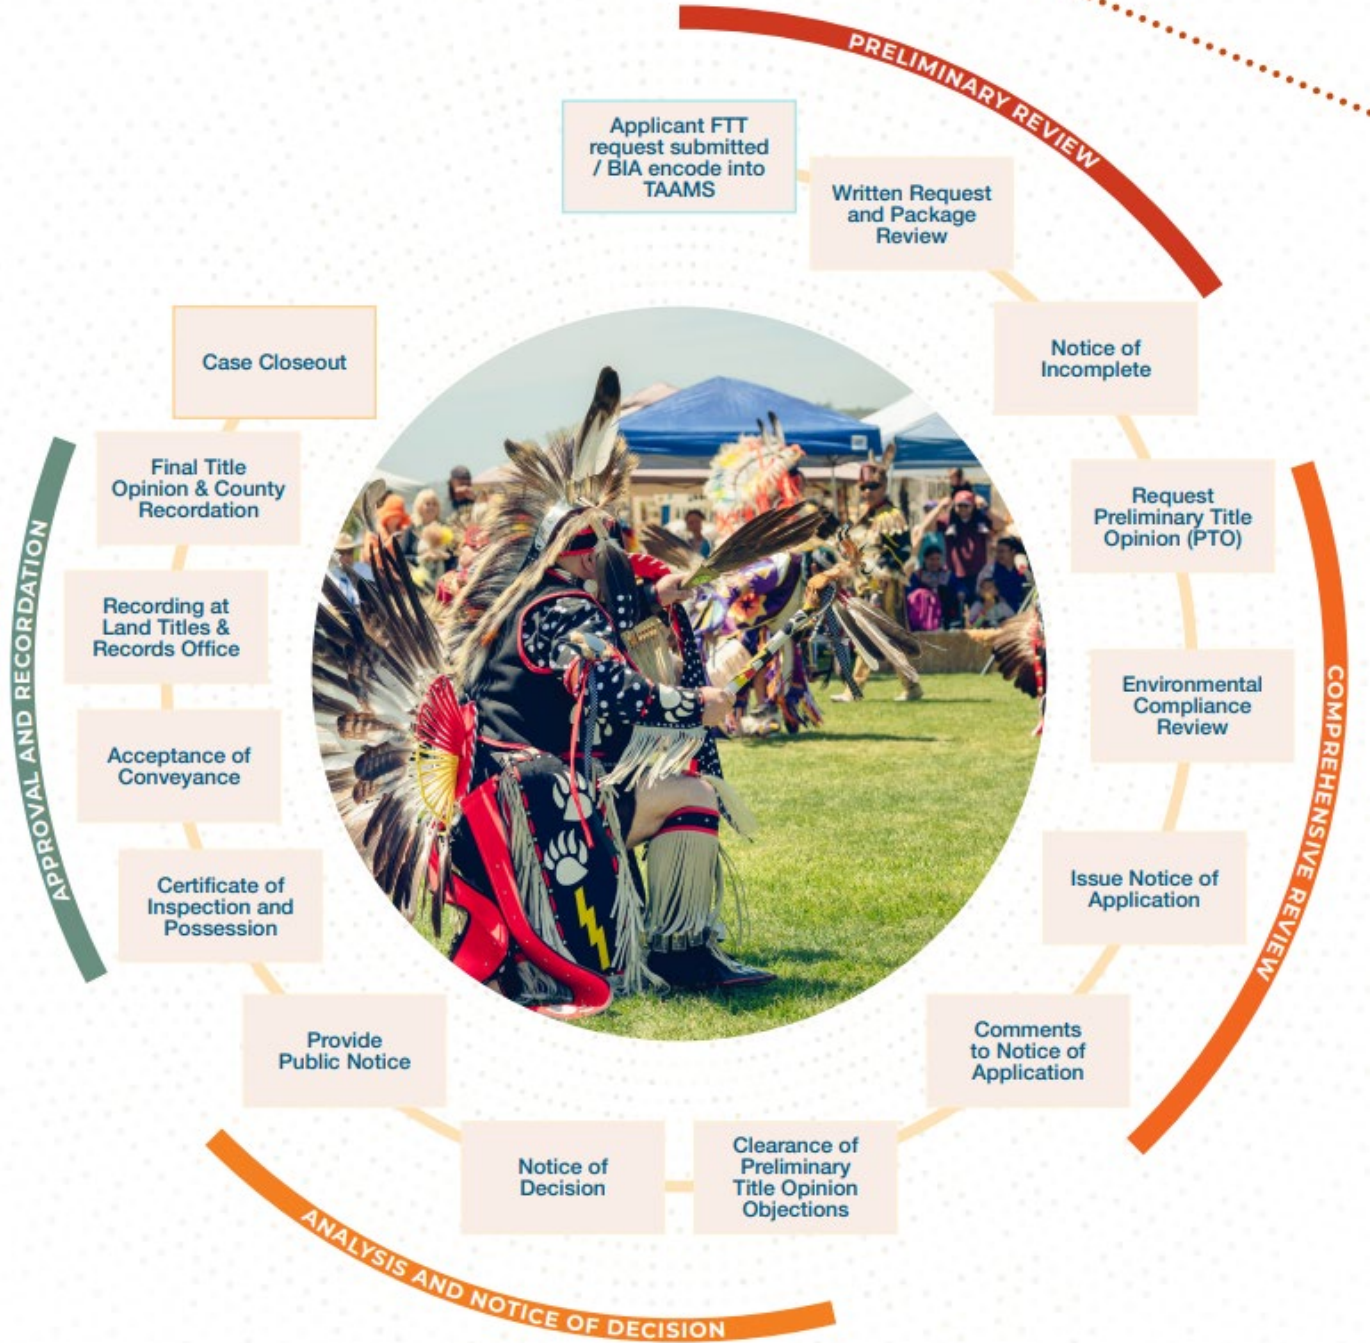 PRELIMINARY REVIEW
Applicant FTT
request submitted
/ BIA encode into
TAAMS
Written Request
and Package
Review
Notice of
Incomplete
COMPREHENSIVE REVIEW
Request
Preliminary Title
Opinion (PTO)
Environmental
Compliance
Review
Issue Notice of
Application
Comments
to Notice of
Application
ANALYSIS AND NOTICE OF DECISION
Clearance of
Preliminary
Title Opinion
Objections
Notice of
Decision
Provide
Public Notice
APPROVAL AND RECORDATION
Certificate of
Inspection and
Possession
Acceptance of
Conveyance
Recording at
Land Titles &
Records Office
Final Title
Opinion & County
Recordation
Case Closeout